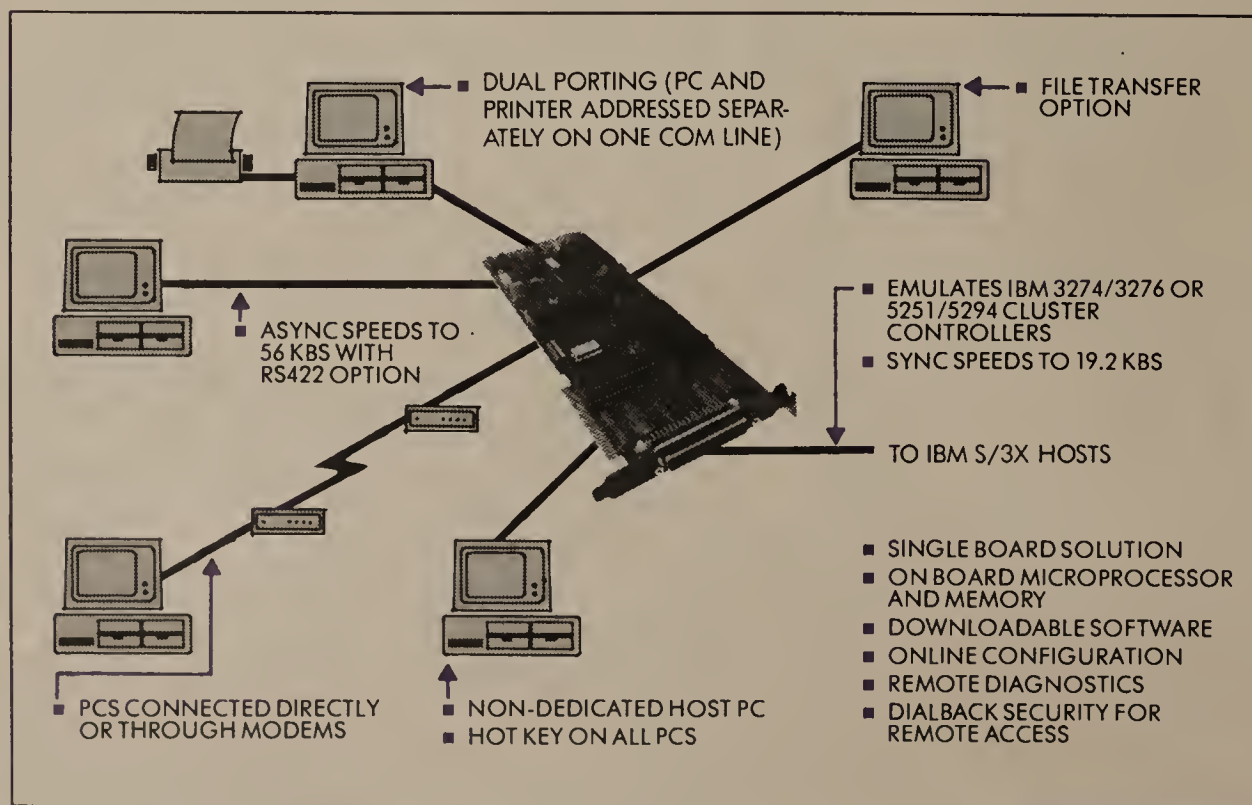 ■ DUAL PORTING (PC AND
PRINTER ADDRESSED SEPAR-
ATELY ON ONE COM LINE)
■ FILE TRANSFER
OPTION
■ ASYNC SPEEDS TO
56 KBS WITH
RS422 OPTION
■ EMULATES IBM 3274/3276 OR
5251/5294 CLUSTER
CONTROLLERS
■ SYNC SPEEDS TO 19.2 KBS
TO IBM S/3X HOSTS
■ PCS CONNECTED DIRECTLY
OR THROUGH MODEMS
■ NON-DEDICATED HOST PC
■ HOT KEY ON ALL PCS
■ SINGLE BOARD SOLUTION
■ ON BOARD MICROPROCESSOR
AND MEMORY
■ DOWNLOADABLE SOFTWARE
■ ONLINE CONFIGURATION
■ REMOTE DIAGNOSTICS
■ DIALBACK SECURITY FOR
REMOTE ACCESS